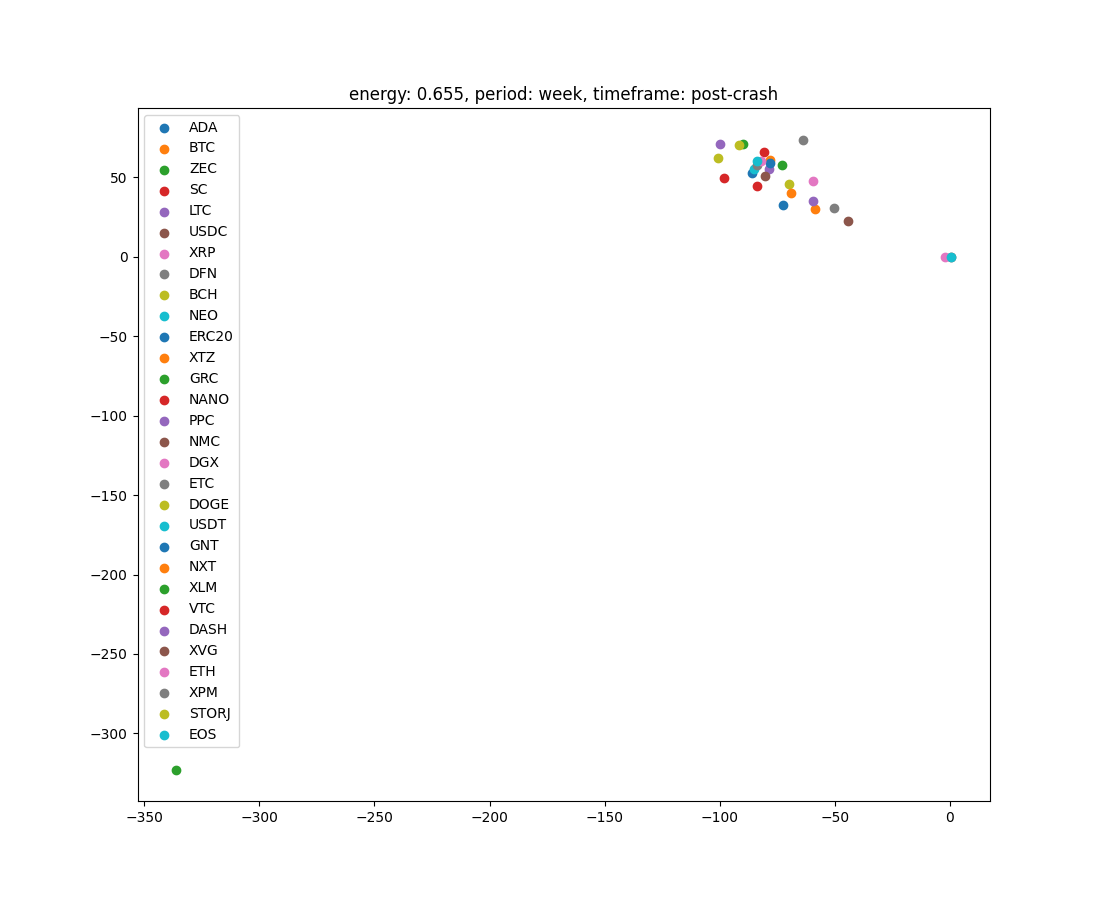 energy: 0.655, period: week, timeframe: post-crash
ADA
BTC
ZEC
SC
LTC
USDC
XRP
DFN
BCH
NEO
ERC20
XTZ
GRC
NANO
PPC
NMC
DGX
ETC
DOGE
USDT
GNT
NXT
XLM
VTC
DASH
XVG
ETH
XPM
STORJ
EOS
50
0
−50
−100
−150
−200
−250
−300
−350 −300 −250 −200 −150 −100 −50 0